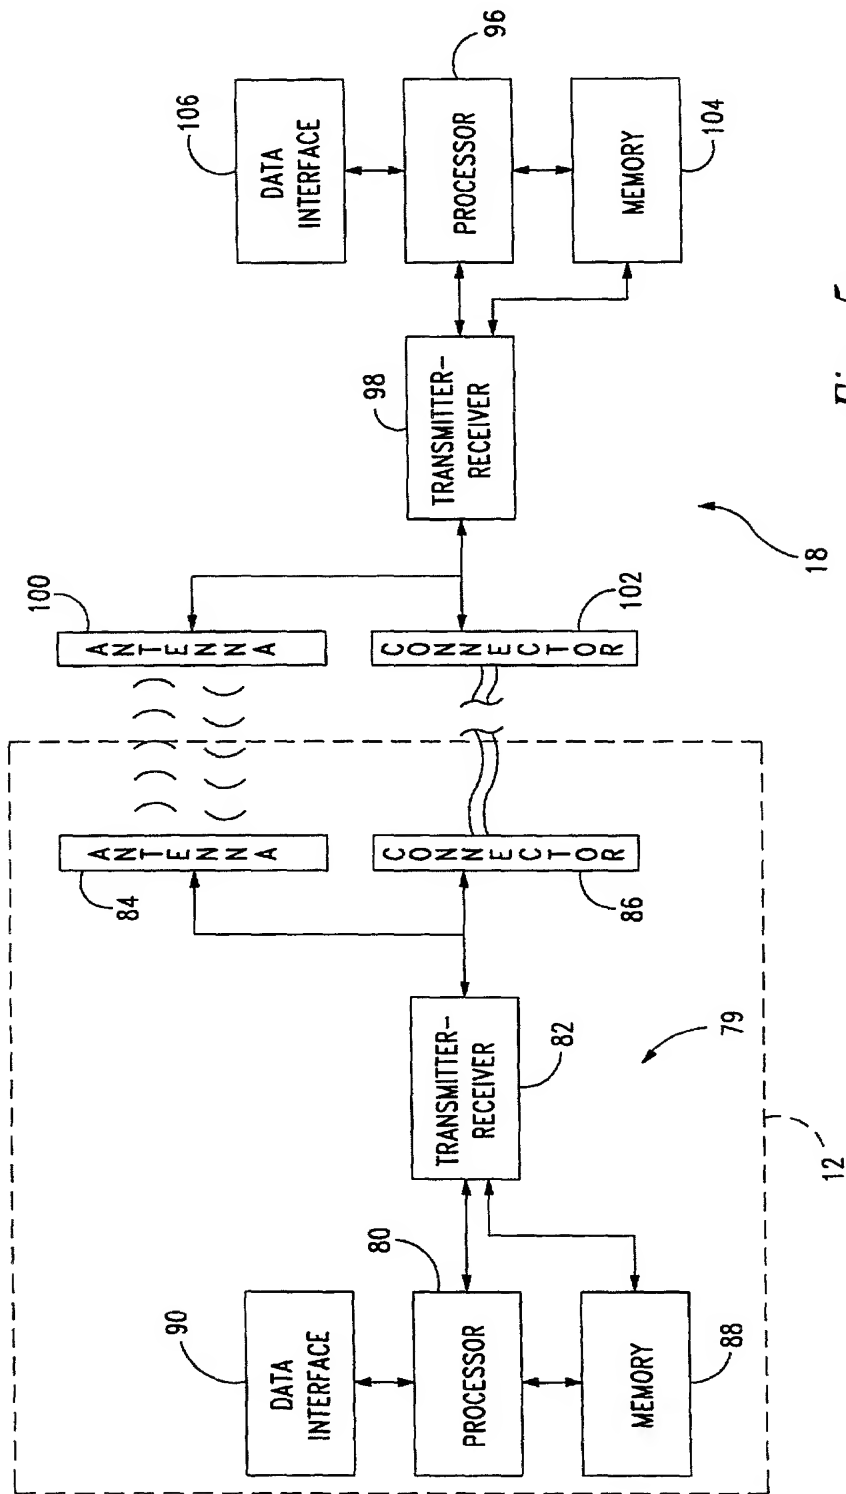 84
ANTENNA
100
ANTENNA
90
DATA
INTERFACE
106
DATA
INTERFACE
80
PROCESSOR
82
TRANSMITTER-
RECEIVER
86
CONNECTOR
102
CONNECTOR
98
TRANSMITTER-
RECEIVER
96
PROCESSOR
88
MEMORY
104
MEMORY
79
18
12